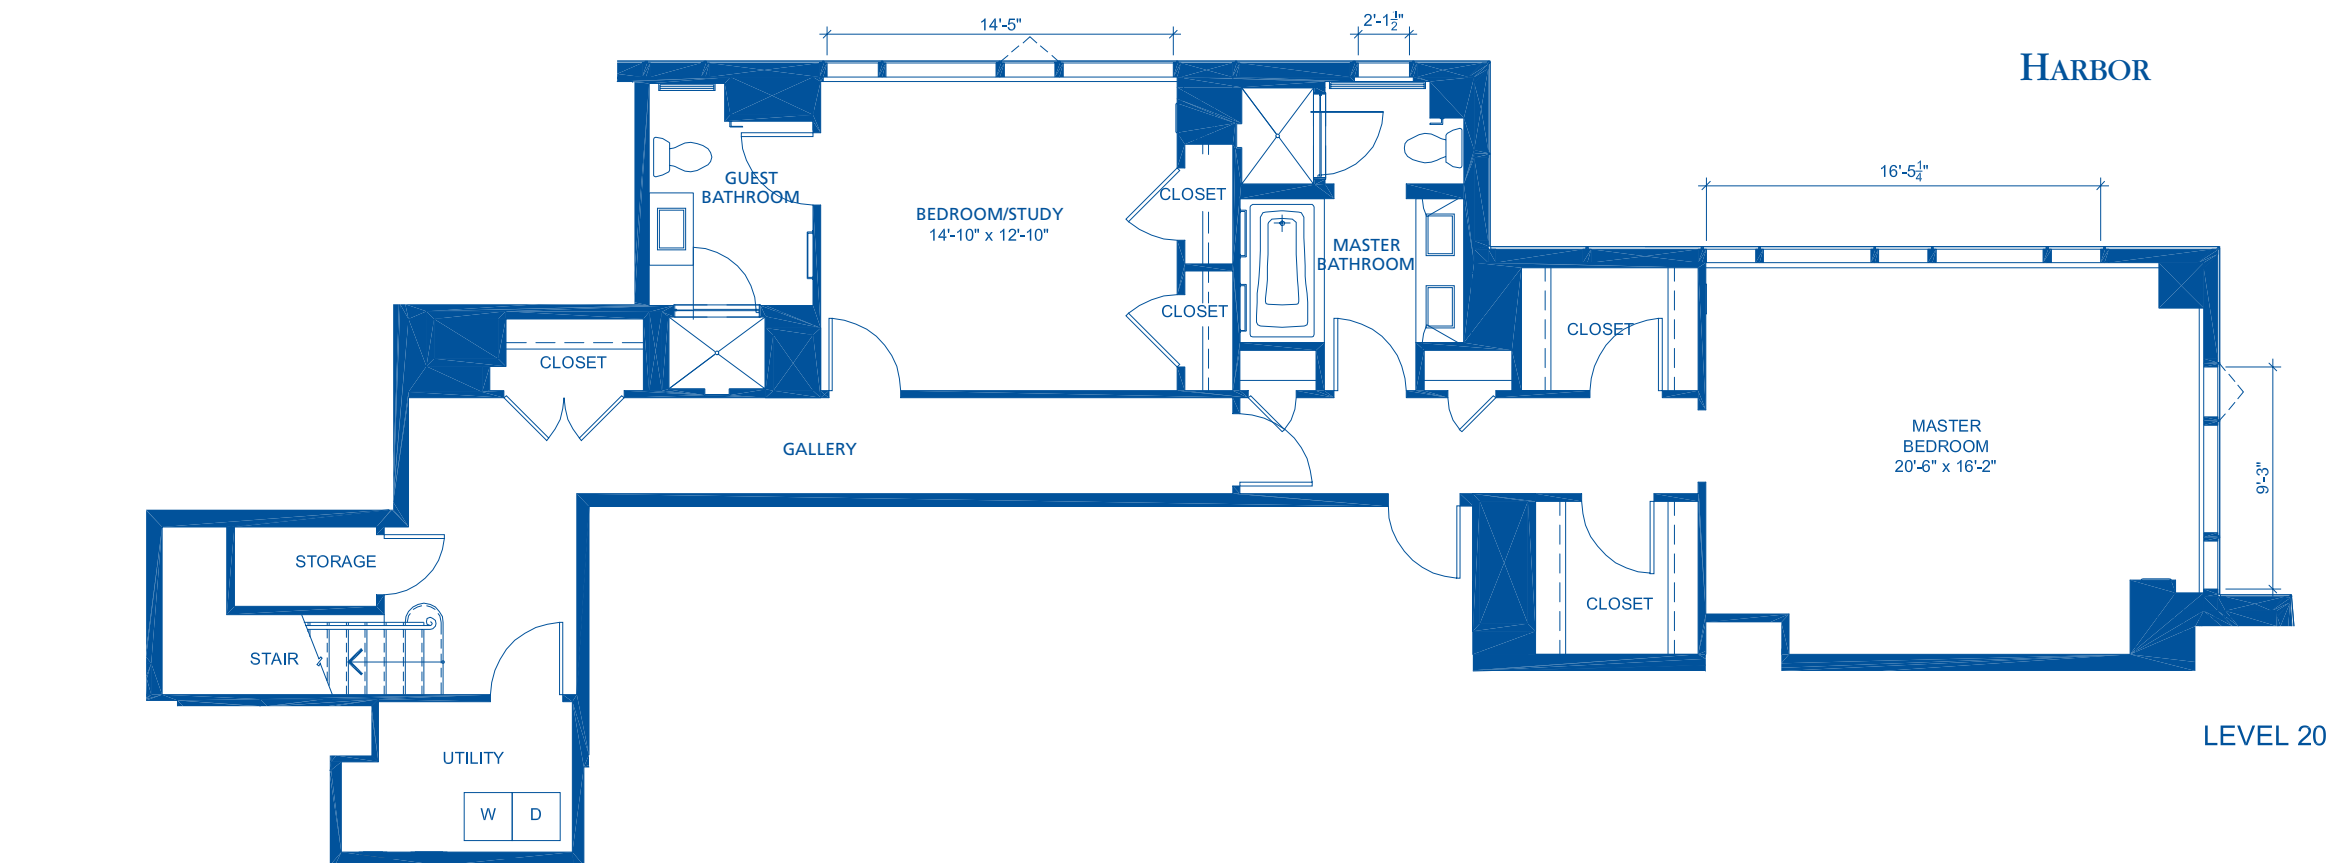 14'-5"
2'-1½"
HARBOR
16'-5¼"
GUEST
BATHROOM
CLOSET
BEDROOM/STUDY
14'-10" x 12'-10"
MASTER
BATHROOM
CLOSET
CLOSET
CLOSET
GALLERY
MASTER
BEDROOM
20'-6" x 16'-2"
9'-3"
STORAGE
CLOSET
STAIR
LEVEL 20
UTILITY
W D